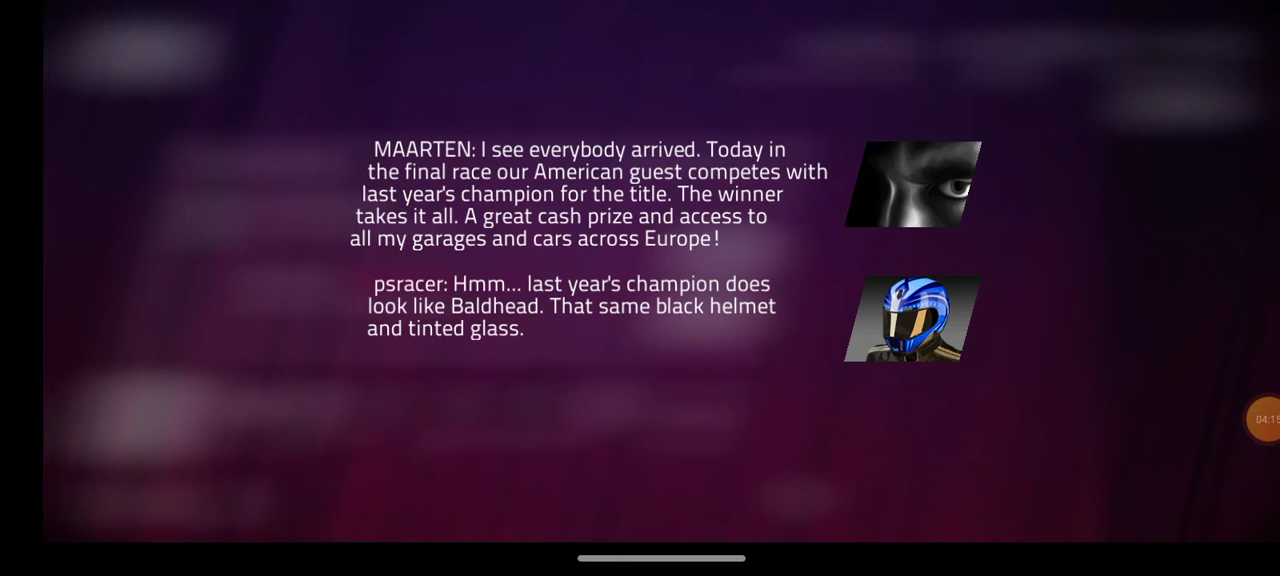 MAARTEN: I see everybody arrived. Today in
the final race our American guest competes with
last year's champion for the title. The winner
takes it all. A great cash prize and access to
all my garages and cars across Europe!
psracer: Hmm... last year's champion does
look like Baldhead. That same black helmet
and tinted glass.
04:15